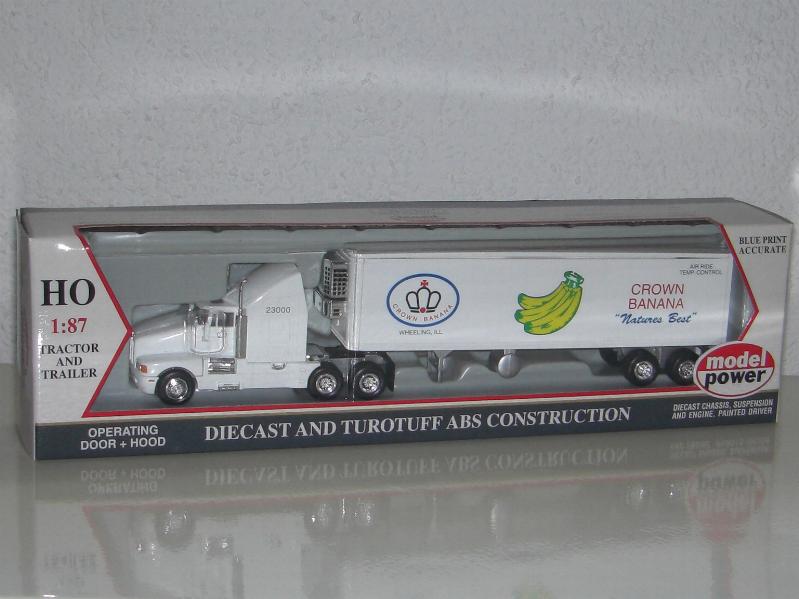 HO
1:87
TRACTOR
AND
TRAILER
OPERATING
DOOR + HOOD
23000
CROWN BANANA
WHEELING, ILL.
AIR RIDE
TEMP CONTROL
CROWN
BANANA
"Natures Best"
BLUE PRINT
ACCURATE
model
power
DIECAST CHASSIS, SUSPENSION
AND ENGINE, PAINTED DRIVER
DIECAST AND TUROTUFF ABS CONSTRUCTION